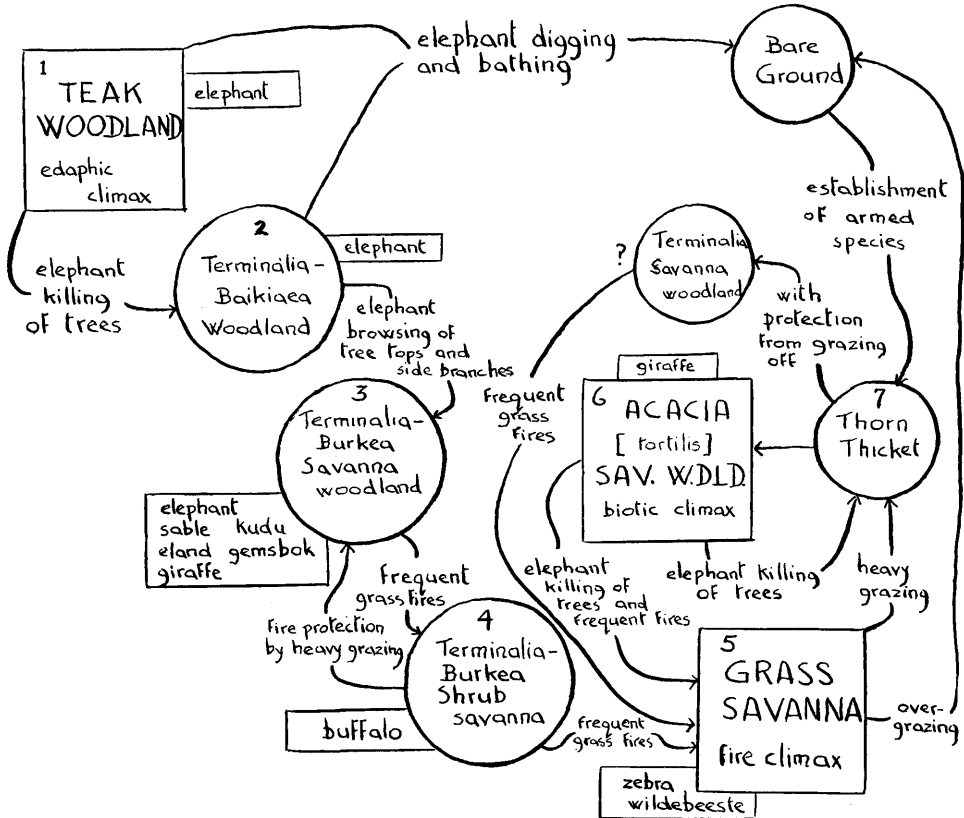 1
TEAK
WOODLAND
edaphic
climax
elephant
elephant digging
and bathing
Bare
Ground
establishment
of armed
species
elephant
killing
of trees
2
Terminalia-
Baikiaea
Woodland
elephant
elephant
browsing of
tree tops and
side branches
?
Terminalia
Savanna
woodland
with
protection
from grazing
off
3
Terminalia-
Burkea
Savanna
woodland
elephant
sable kudu
eland gemsbok
giraffe
Frequent
grass
fires
giraffe
6
ACACIA
[tortilis]
SAV. W.DLD.
biotic climax
7
Thorn
Thicket
Frequent
grass fires
fire protection
by heavy grazing
4
Terminalia-
Burkea
Shrub
savanna
buffalo
elephant
killing of
trees and
frequent fires
elephant killing
of trees
heavy
grazing
frequent
grass fires
5
GRASS
SAVANNA
fire climax
over-
grazing
zebra
wildebeeste